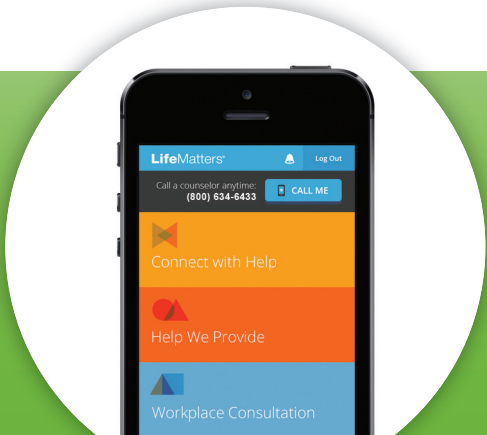 LifeMatters®
Log Out
Call a counselor anytime:
(800) 634-6433
CALL ME
Connect with Help
Help We Provide
Workplace Consultation